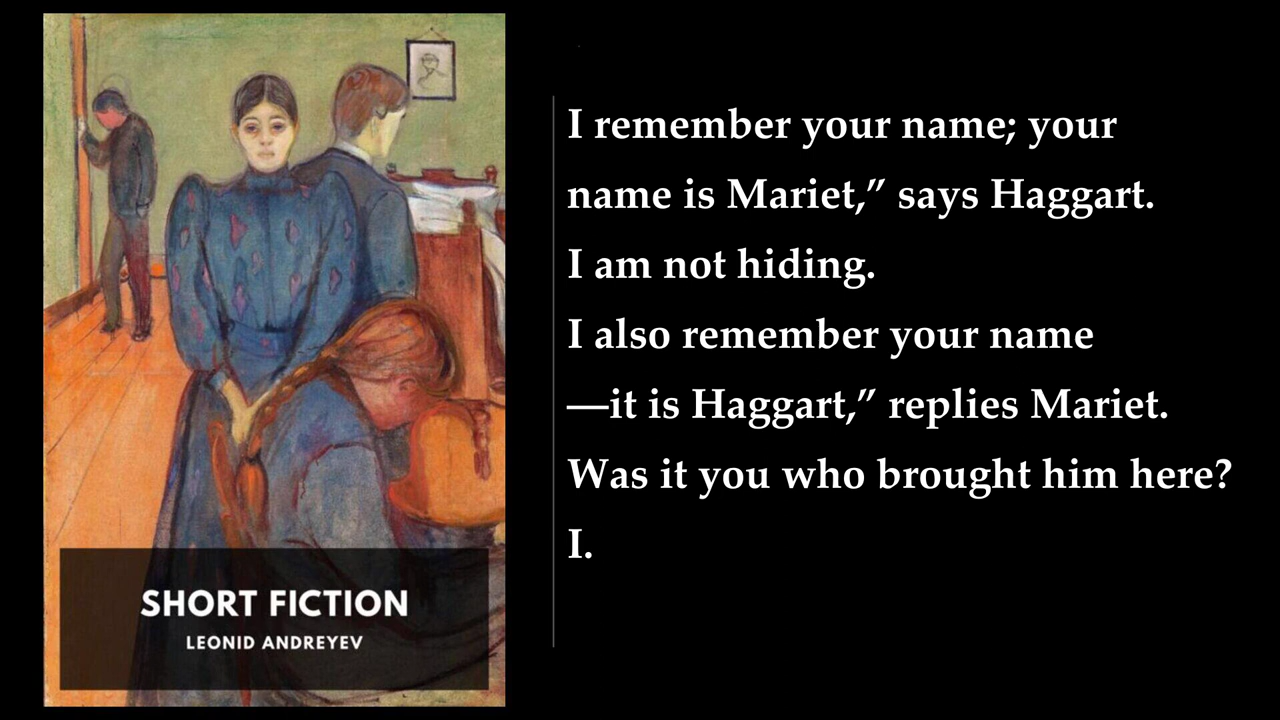 SHORT FICTION
LEONID ANDREYEV
I remember your name; your
name is Mariet,” says Haggart.
I am not hiding.
I also remember your name
—it is Haggart,” replies Mariet.
Was it you who brought him here?
I.